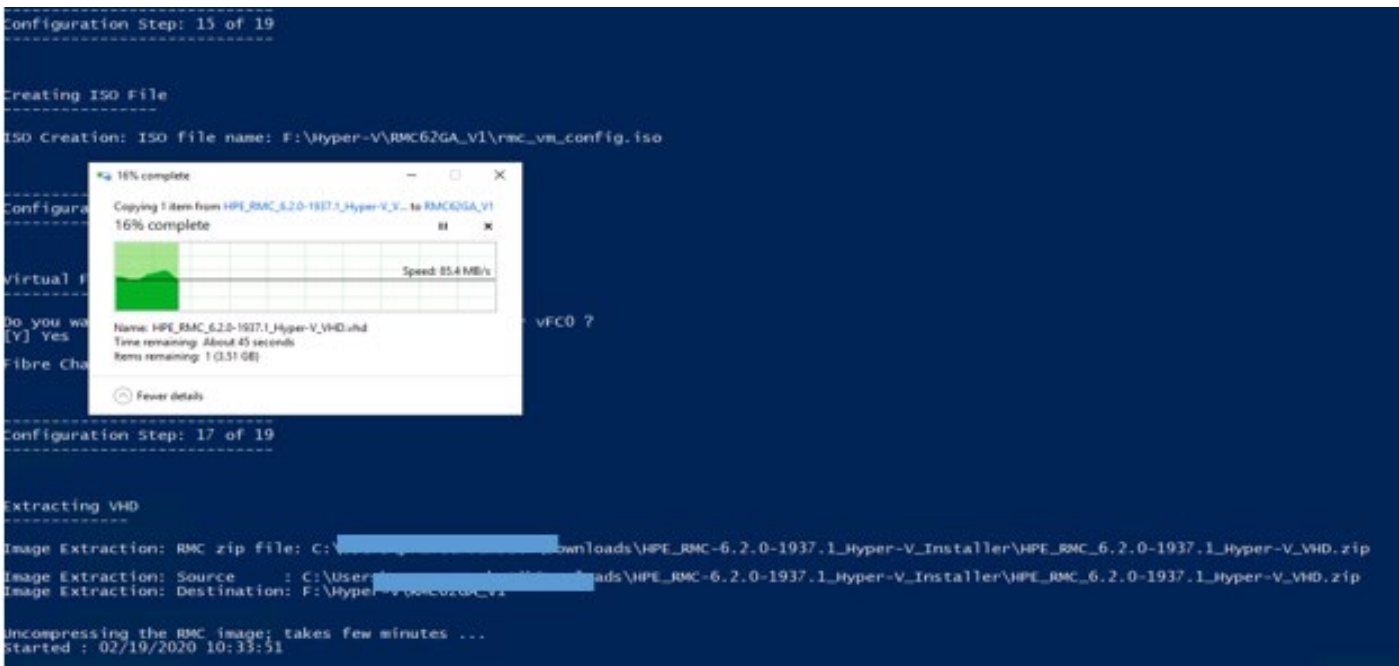 Configuration Step: 15 of 19
Creating ISO File
ISO Creation: ISO file name: F:\Hyper-V\RMC62GA_V1\rmc_vm_config.iso
16% complete
Copying 1 item from HPE_RMC_6.2.0-1937.1_Hyper-V_V... to RMC62GA_V1
16% complete
Speed: 85.4 MB/s
Name: HPE_RMC_6.2.0-1937.1_Hyper-V_VHD.vhd
Time remaining: About 45 seconds
Items remaining: 1 (3.51 GB)
Fewer details
Configura
Virtual F
Do you wa vFC0 ?
[Y] Yes
Fibre Cha
Configuration Step: 17 of 19
Extracting VHD
Image Extraction: RMC zip file: C:\ ownloads\HPE_RMC-6.2.0-1937.1_Hyper-V_Installer\HPE_RMC_6.2.0-1937.1_Hyper-V_VHD.zip
Image Extraction: Source : C:\User ads\HPE_RMC-6.2.0-1937.1_Hyper-V_Installer\HPE_RMC_6.2.0-1937.1_Hyper-V_VHD.zip
Image Extraction: Destination: F:\Hyper-V\RMC62GA_V1
Uncompressing the RMC image; takes few minutes ...
Started : 02/19/2020 10:33:51